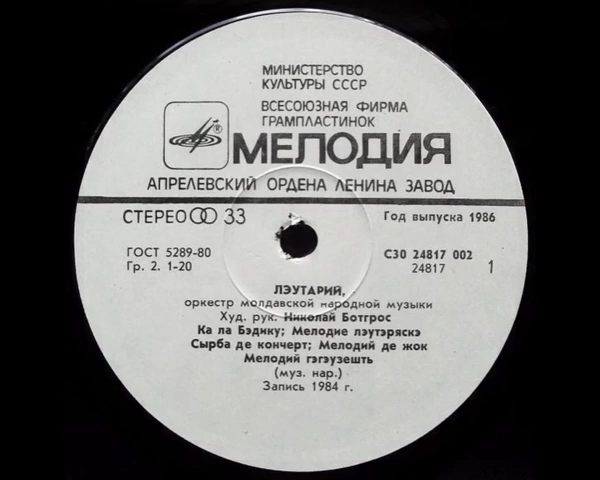 МИНИСТЕРСТВО
КУЛЬТУРЫ СССР
ВСЕСОЮЗНАЯ ФИРМА
ГРАМПЛАСТИНОК
®
МЕЛОДИЯ
АПРЕЛЕВСКИЙ ОРДЕНА ЛЕНИНА ЗАВОД
СТЕРЕО 33
Год выпуска 1986
ГОСТ 5289-80
Гр. 2. 1-20
С30 24817 002
24817 1
ЛЭУТАРИЙ,
оркестр молдавской народной музыки
Худ. рук. Николай Ботгрос
Ка ла Бэдику; Мелодие лэутэряскэ
Сырба де кончерт; Мелодий де жок
Мелодий гэгэузешть
(муз. нар.)
Запись 1984 г.